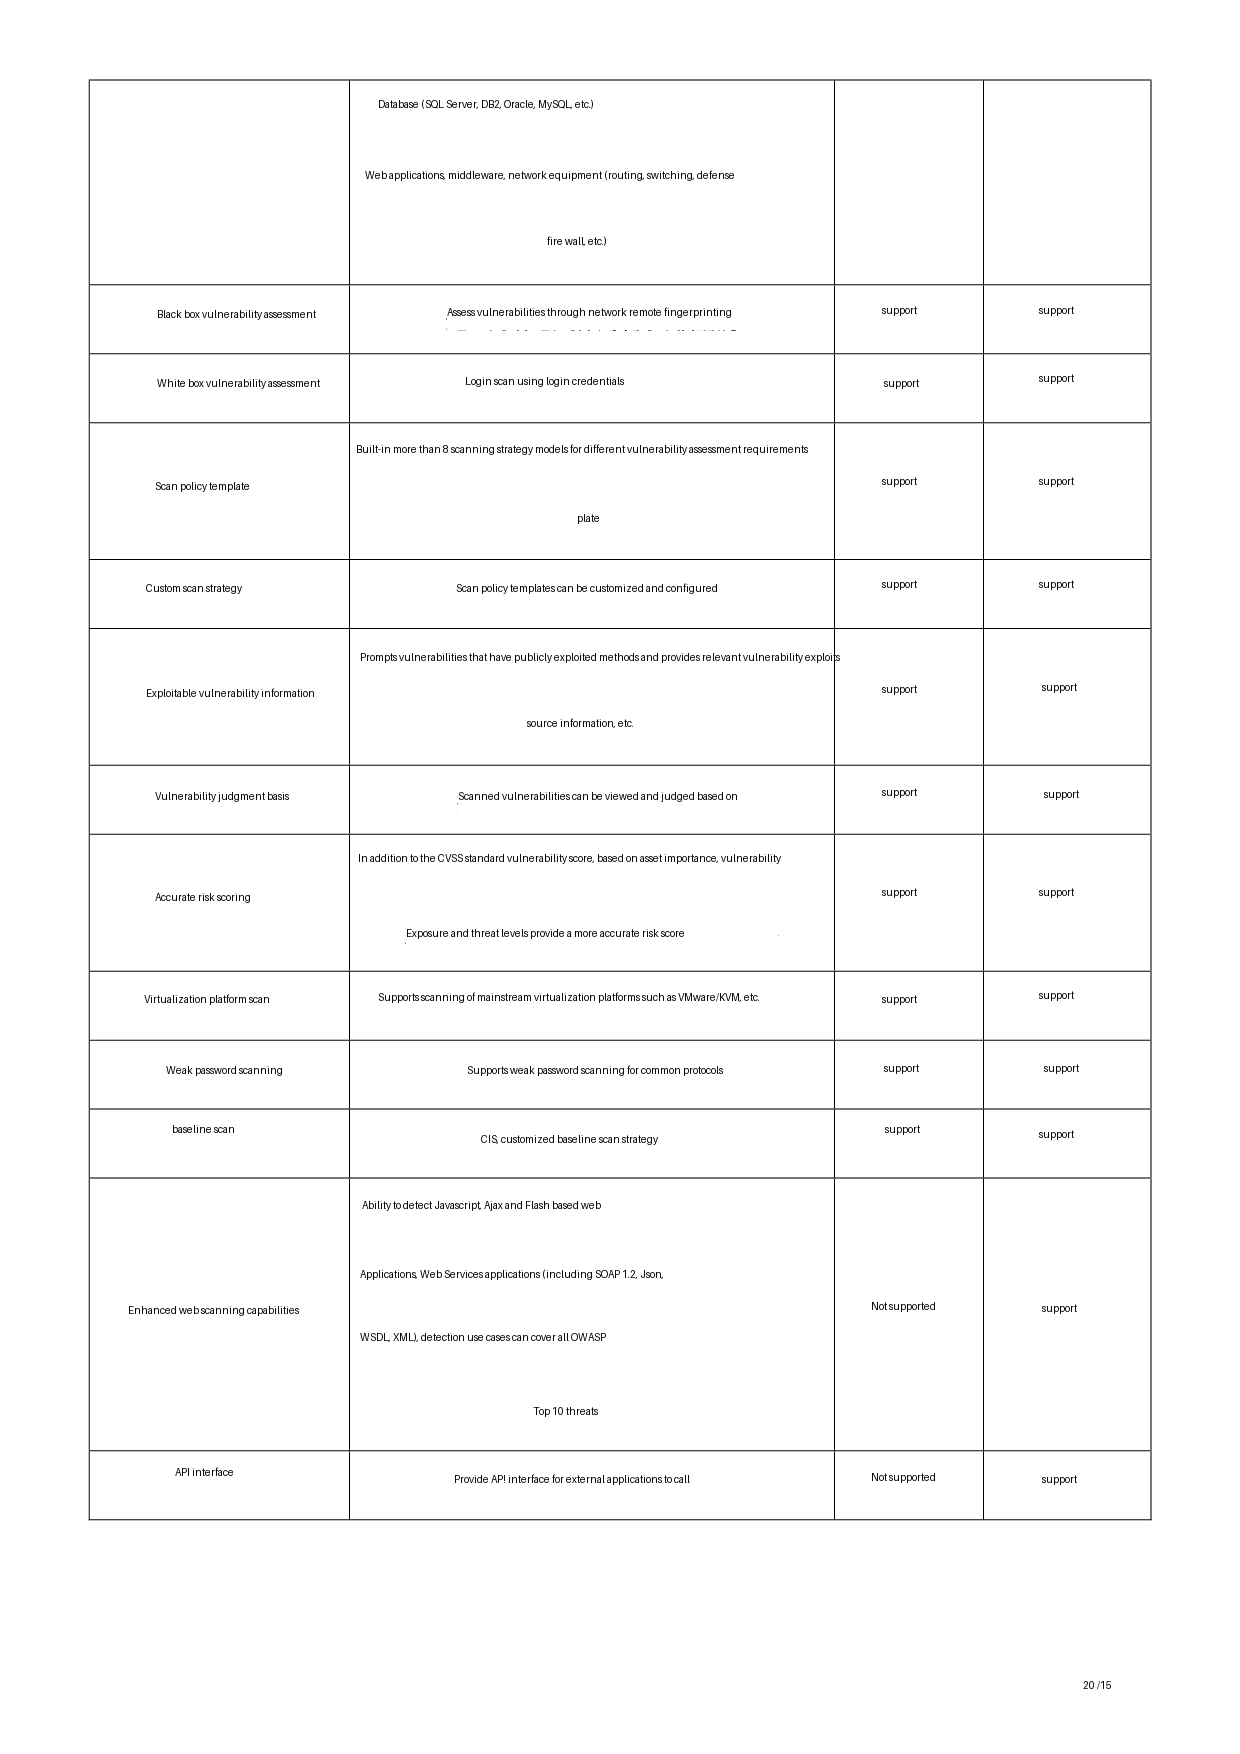 Database (SQL Server, DB2, Oracle, MySQL, etc.)
Web applications, middleware, network equipment (routing, switching, defense
fire wall, etc.)
Black box vulnerability assessment
Assess vulnerabilities through network remote fingerprinting
support
support
White box vulnerability assessment
Login scan using login credentials
support
support
Scan policy template
Built-in more than 8 scanning strategy models for different vulnerability assessment requirements
plate
support
support
Custom scan strategy
Scan policy templates can be customized and configured
support
support
Exploitable vulnerability information
Prompts vulnerabilities that have publicly exploited methods and provides relevant vulnerability exploits
source information, etc.
support
support
Vulnerability judgment basis
Scanned vulnerabilities can be viewed and judged based on
support
support
Accurate risk scoring
In addition to the CVSS standard vulnerability score, based on asset importance, vulnerability
Exposure and threat levels provide a more accurate risk score
support
support
Virtualization platform scan
Supports scanning of mainstream virtualization platforms such as VMware/KVM, etc.
support
support
Weak password scanning
Supports weak password scanning for common protocols
support
support
baseline scan
CIS, customized baseline scan strategy
support
support
Enhanced web scanning capabilities
Ability to detect Javascript, Ajax and Flash based web
Applications, Web Services applications (including SOAP 1.2, Json,
WSDL, XML), detection use cases can cover all OWASP
Top 10 threats
Not supported
support
API interface
Provide AP! interface for external applications to call
Not supported
support
20 /15